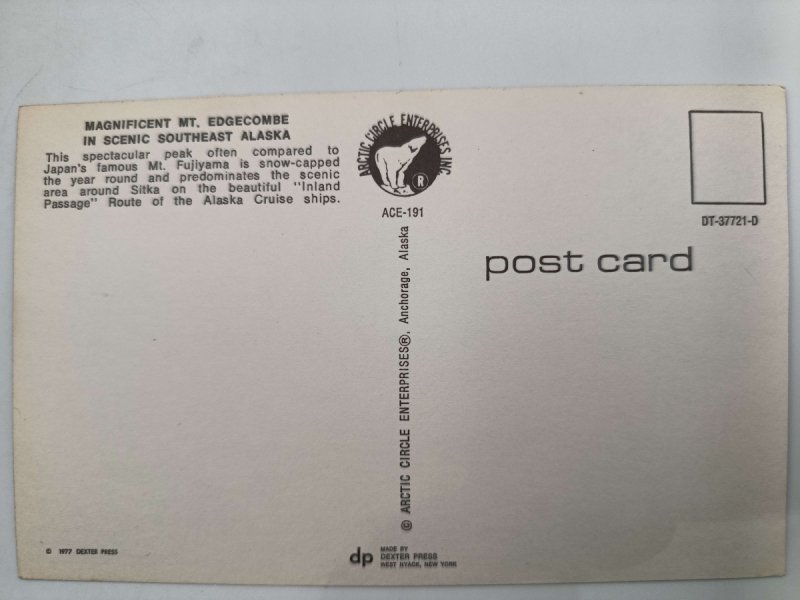 MAGNIFICENT MT. EDGECOMBE
IN SCENIC SOUTHEAST ALASKA
This spectacular peak often compared to
Japan's famous Mt. Fujiyama is snow-capped
the year round and predominates the scenic
area around Sitka on the beautiful "Inland
Passage" Route of the Alaska Cruise ships.
ARCTIC CIRCLE ENTERPRISES INC.
®
ACE-191
© ARCTIC CIRCLE ENTERPRISES®, Anchorage, Alaska
DT-37721-D
post card
© 1977 DEXTER PRESS
dp
MADE BY
DEXTER PRESS
WEST NYACK, NEW YORK